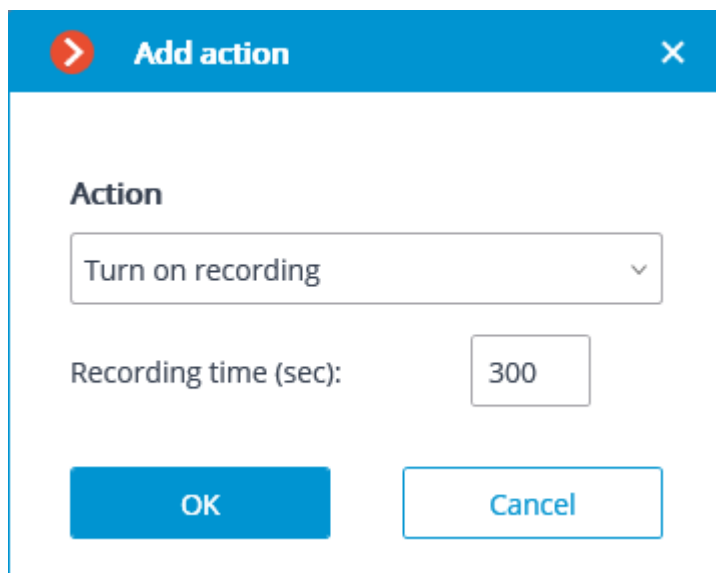 Add action
Action
Turn on recording
Recording time (sec): 300
OK Cancel